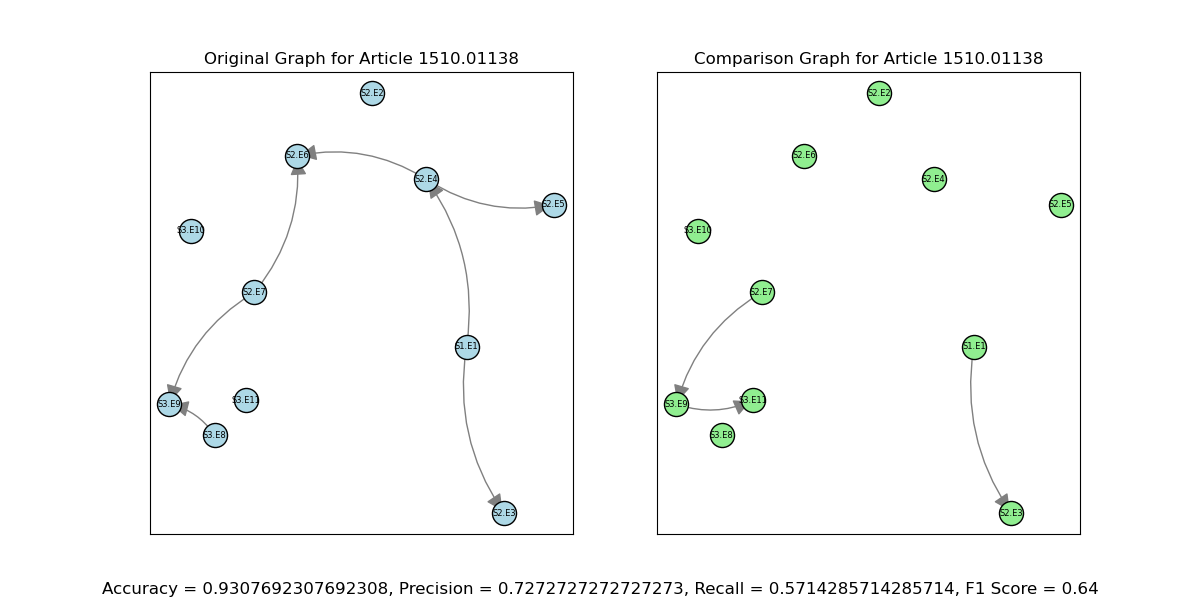 Original Graph for Article 1510.01138
S2.E2
S2.E6
S2.E4
S2.E5
S3.E10
S2.E7
S1.E1
S3.E9
S3.E11
S3.E8
S2.E3
Comparison Graph for Article 1510.01138
S2.E2
S2.E6
S2.E4
S2.E5
S3.E10
S2.E7
S1.E1
S3.E9
S3.E11
S3.E8
S2.E3
Accuracy = 0.9307692307692308, Precision = 0.7272727272727273, Recall = 0.5714285714285714, F1 Score = 0.64